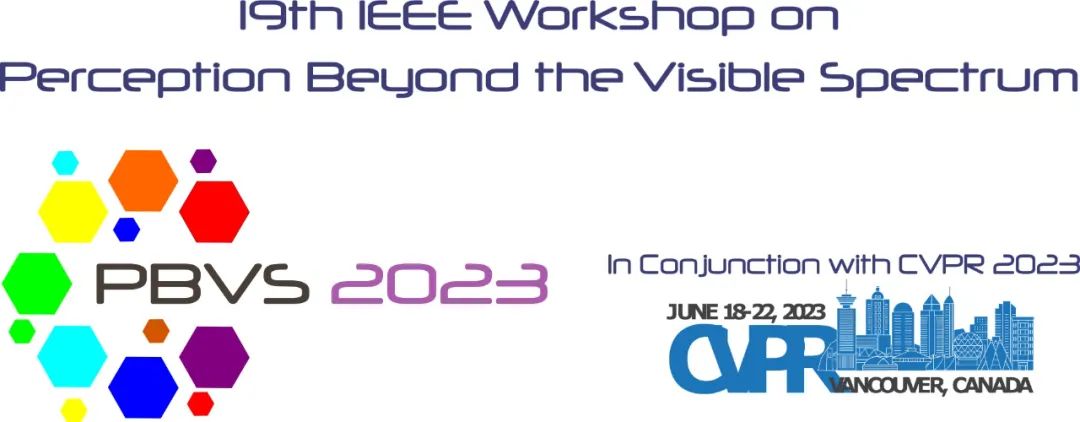 19th IEEE Workshop on
Perception Beyond the Visible Spectrum
PBVS 2023
In Conjunction with CVPR 2023
JUNE 18-22, 2023
CVPR
VANCOUVER, CANADA